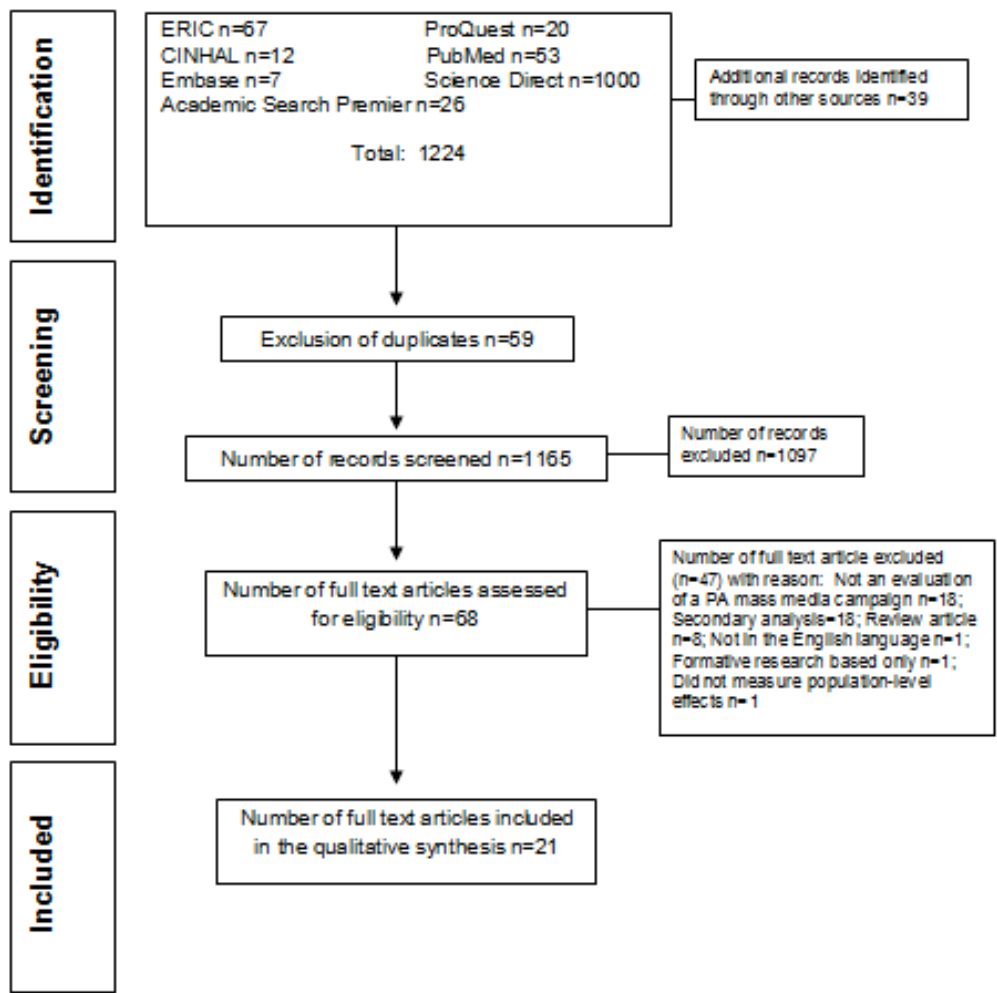 Identification
ERIC n=67 ProQuest n=20
CINHAL n=12 PubMed n=53
Embase n=7 Science Direct n=1000
Academic Search Premier n=26
Total: 1224
Additional records identified
through other sources n=39
Screening
Exclusion of duplicates n=59
Number of records screened n=1165
Number of records
excluded n=1097
Eligibility
Number of full text articles assessed
for eligibility n=68
Number of full text article excluded
(n=47) with reason: Not an evaluation
of a PA mass media campaign n=18;
Secondary analysis=18; Review article
n=8; Not in the English language n=1;
Formative research based only n=1;
Did not measure population-level
effects n=1
Included
Number of full text articles included
in the qualitative synthesis n=21